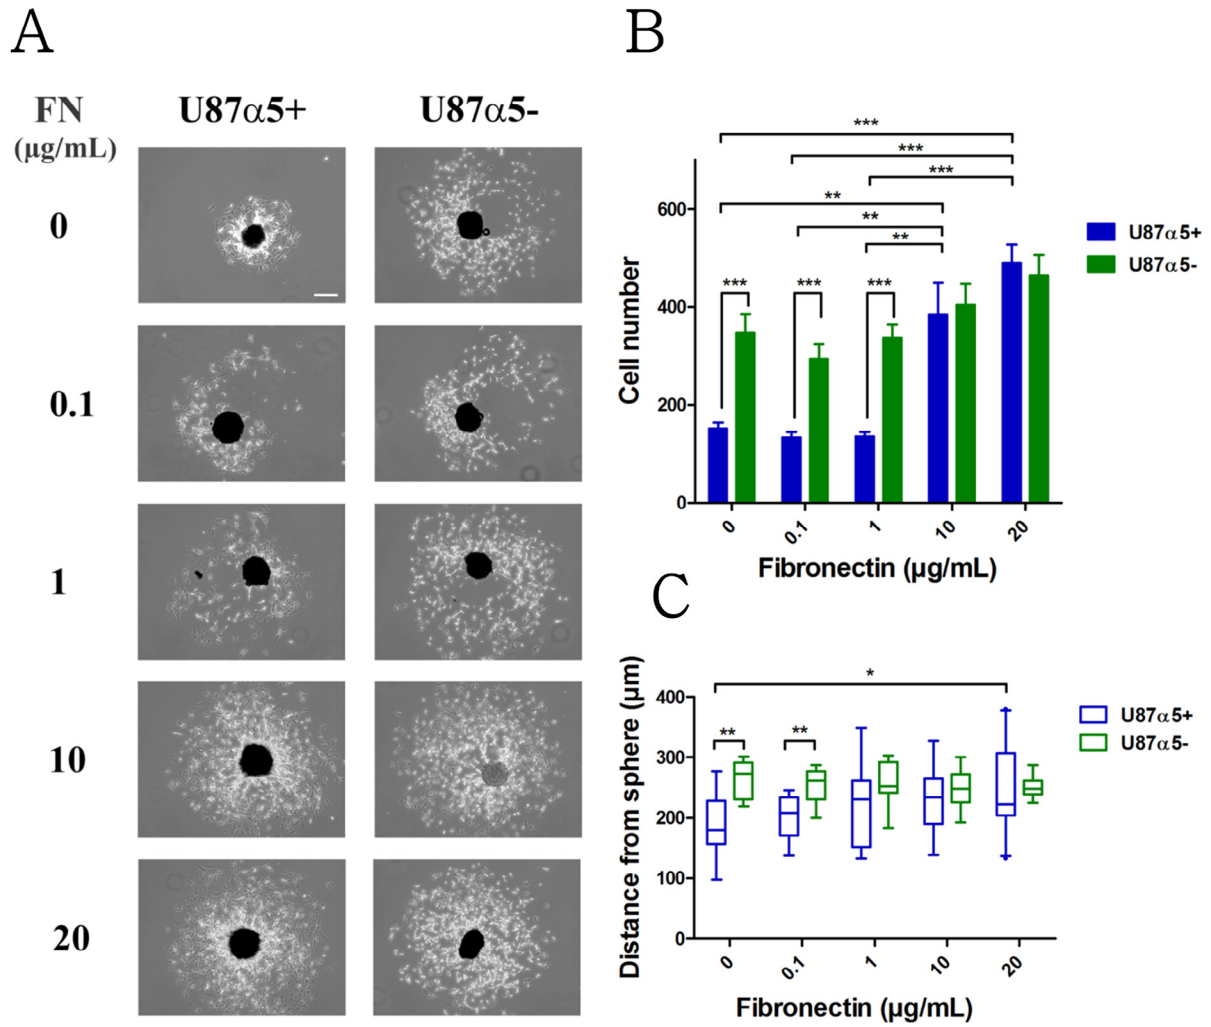 A
FN
(µg/mL)
U87α5+
U87α5-
0
0.1
1
10
20
B
***
***
***
**
**
**
***
***
***
600
400
200
0
Cell number
0
0.1
1
10
20
Fibronectin (µg/mL)
U87α5+
U87α5-
C
*
**
**
400
300
200
100
0
Distance from sphere (µm)
0
0.1
1
10
20
Fibronectin (µg/mL)
U87α5+
U87α5-